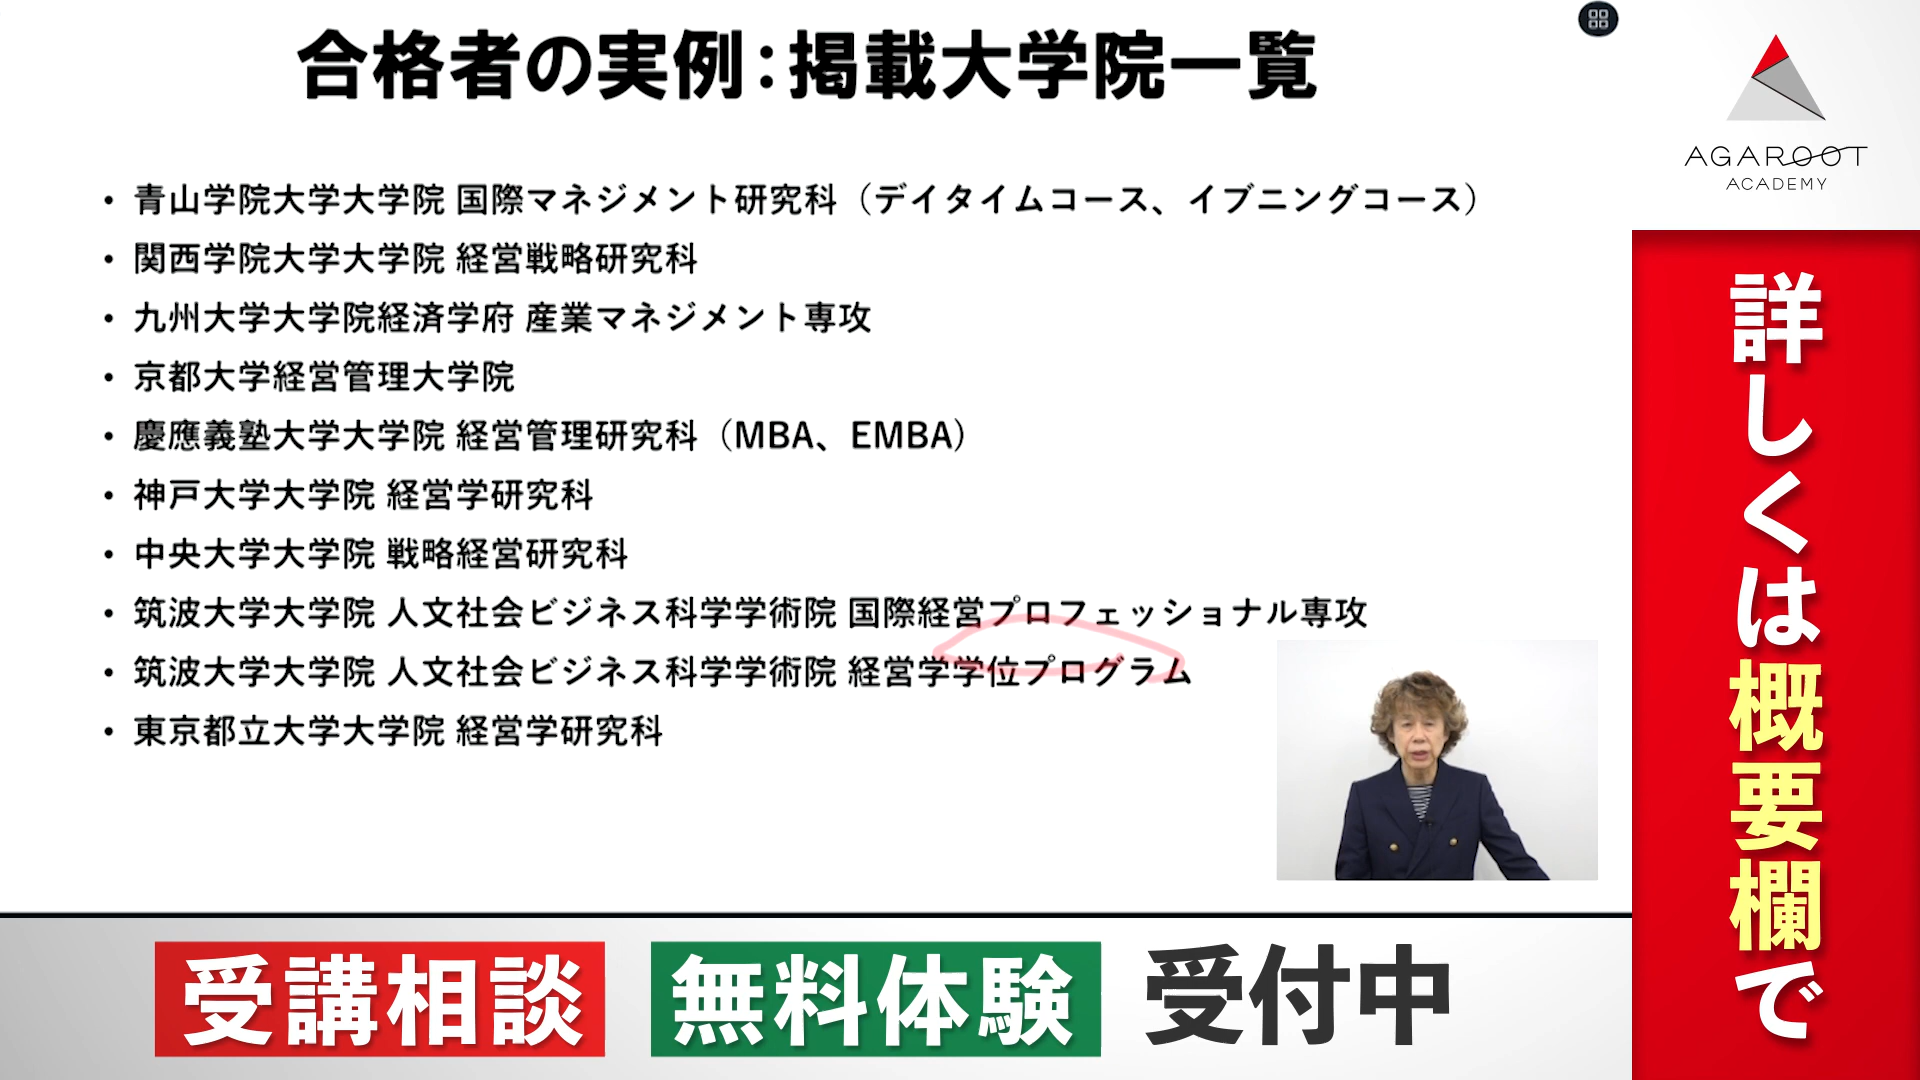 合格者の実例：掲載大学院一覧
・青山学院大学大学院 国際マネジメント研究科（デイタイムコース、イブニングコース）
・関西学院大学大学院 経営戦略研究科
・九州大学大学院経済学府 産業マネジメント専攻
・京都大学経営管理大学院
・慶應義塾大学大学院 経営管理研究科（MBA、EMBA）
・神戸大学大学院 経営学研究科
・中央大学大学院 戦略経営研究科
・筑波大学大学院 人文社会ビジネス科学学術院 国際経営プロフェッショナル専攻
・筑波大学大学院 人文社会ビジネス科学学術院 経営学学位プログラム
・東京都立大学大学院 経営学研究科
AGAROOT
ACADEMY
詳しくは概要欄で
受講相談 無料体験 受付中